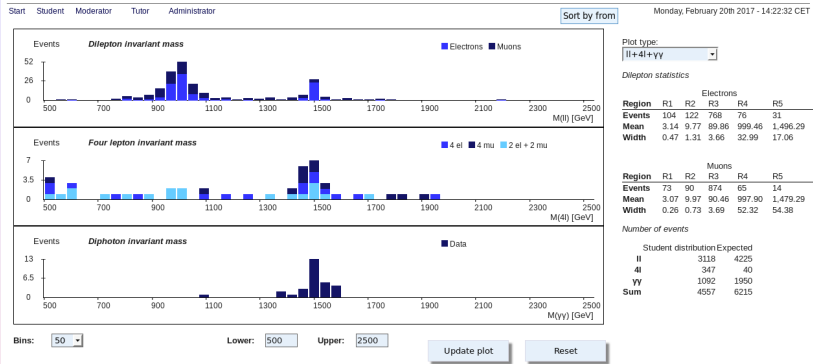 Start Student Moderator Tutor Administrator
Sort by from
Monday, February 20th 2017 - 14:22:32 CET
Events Dilepton invariant mass Electrons Muons
52
26
0
500 700 900 1100 1300 1500 1700 1900 2100 2300 2500
M(ll) [GeV]
Events Four lepton invariant mass 4 el 4 mu 2 el + 2 mu
7
3.5
0
500 700 900 1100 1300 1500 1700 1900 2100 2300 2500
M(4l) [GeV]
Events Diphoton invariant mass Data
13
6.5
0
500 700 900 1100 1300 1500 1700 1900 2100 2300 2500
M(γγ) [GeV]
Bins: 50 Lower: 500 Upper: 2500
Update plot Reset
Plot type:
ll+4l+γγ
Dilepton statistics
Electrons
Region R1 R2 R3 R4 R5
Events 104 122 768 76 31
Mean 3.14 9.77 89.86 999.46 1,496.29
Width 0.47 1.31 3.66 32.99 17.06
Muons
Region R1 R2 R3 R4 R5
Events 73 90 874 65 14
Mean 3.07 9.97 90.46 997.90 1,479.29
Width 0.26 0.73 3.69 52.32 54.38
Number of events
Student distribution Expected
ll 3118 4225
4l 347 40
γγ 1092 1950
Sum 4557 6215